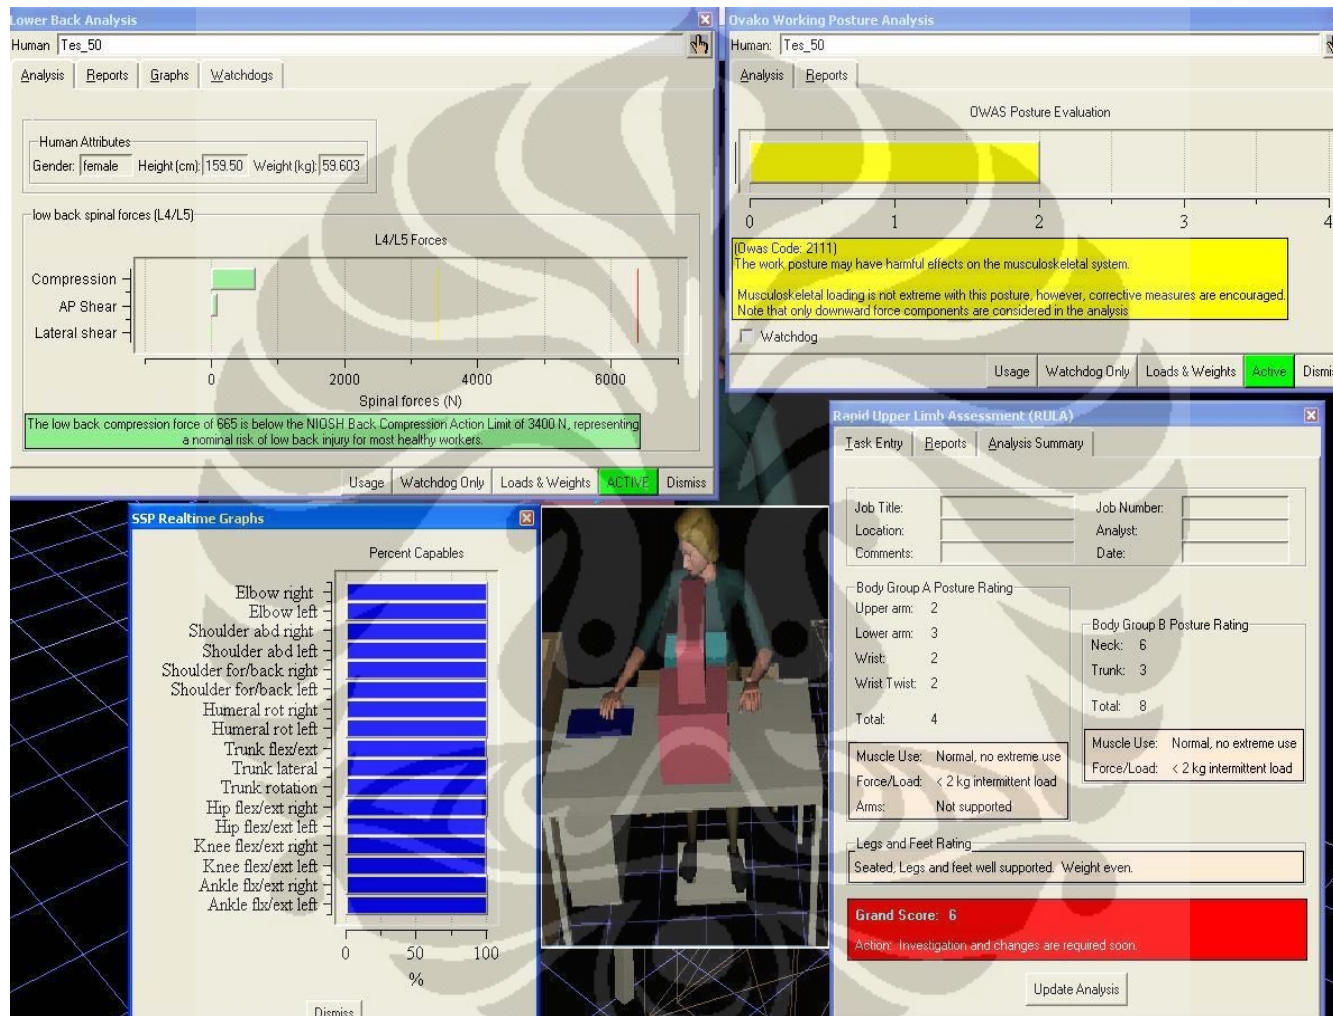 Lower Back Analysis
Human Tes_50
Analysis Reports Graphs Watchdogs
Human Attributes
Gender: female Height (cm): 159.50 Weight (kg): 59.603
low back spinal forces (L4/L5)
L4/L5 Forces
Compression
AP Shear
Lateral shear
0 2000 4000 6000
Spinal forces (N)
The low back compression force of 665 is below the NIOSH Back Compression Action Limit of 3400 N, representing
a nominal risk of low back injury for most healthy workers.
Usage Watchdog Only Loads & Weights ACTIVE Dismiss
Ovako Working Posture Analysis
Human: Tes_50
Analysis Reports
OWAS Posture Evaluation
0 1 2 3 4
(Owas Code: 2111)
The work posture may have harmful effects on the musculoskeletal system.
Musculoskeletal loading is not extreme with this posture, however, corrective measures are encouraged.
Note that only downward force components are considered in the analysis
Watchdog
Usage Watchdog Only Loads & Weights Active Dismis
SSP Realtime Graphs
Percent Capables
Elbow right
Elbow left
Shoulder abd right
Shoulder abd left
Shoulder for/back right
Shoulder for/back left
Humeral rot right
Humeral rot left
Trunk flex/ext
Trunk lateral
Trunk rotation
Hip flex/ext right
Hip flex/ext left
Knee flex/ext right
Knee flex/ext left
Ankle flx/ext right
Ankle flx/ext left
0 50 100
%
Dismiss
Rapid Upper Limb Assessment (RULA)
Task Entry Reports Analysis Summary
Job Title: Job Number:
Location: Analyst:
Comments: Date:
Body Group A Posture Rating
Upper arm: 2
Lower arm: 3
Wrist: 2
Wrist Twist: 2
Total: 4
Muscle Use: Normal, no extreme use
Force/Load: < 2 kg intermittent load
Arms: Not supported
Body Group B Posture Rating
Neck: 6
Trunk: 3
Total: 8
Muscle Use: Normal, no extreme use
Force/Load: < 2 kg intermittent load
Legs and Feet Rating
Seated, Legs and feet well supported. Weight even.
Grand Score: 6
Action: Investigation and changes are required soon.
Update Analysis